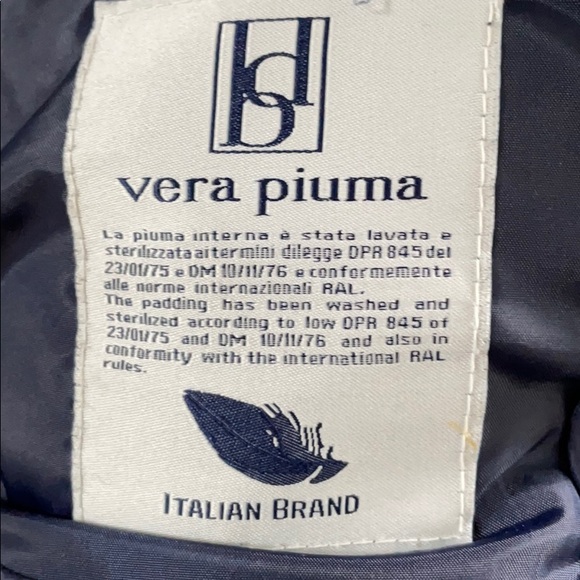 bd
vera piuma
La piuma interna è stata lavata e
sterilizzata ai termini dilegge DPR 845 del
23/01/75 e DM 10/11/76 e conformemente
alle norme internazionali RAL.
The padding has been washed and
sterilized according to low DPR 845 of
23/01/75 and DM 10/11/76 and also in
conformity with the international RAL
rules.
ITALIAN BRAND